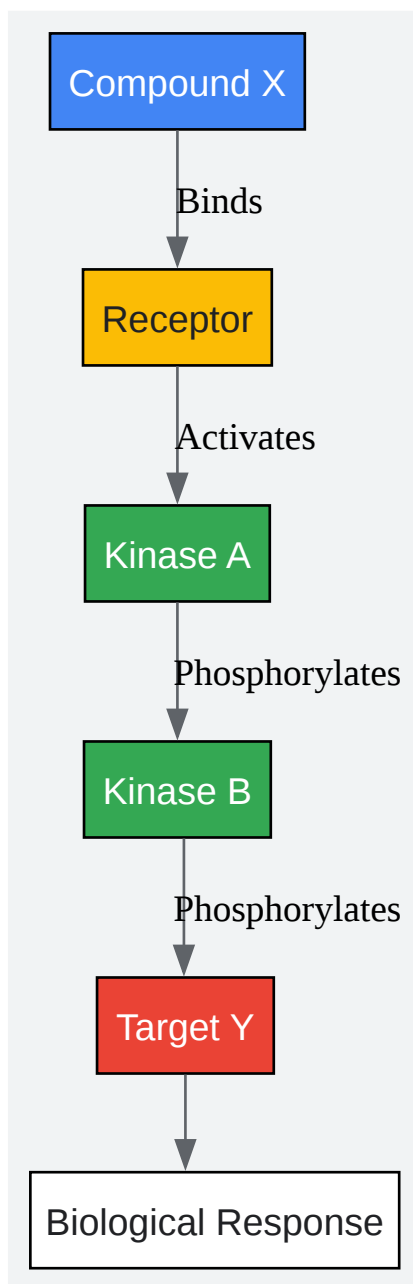 Compound X
Binds
Receptor
Activates
Kinase A
Phosphorylates
Kinase B
Phosphorylates
Target Y
Biological Response